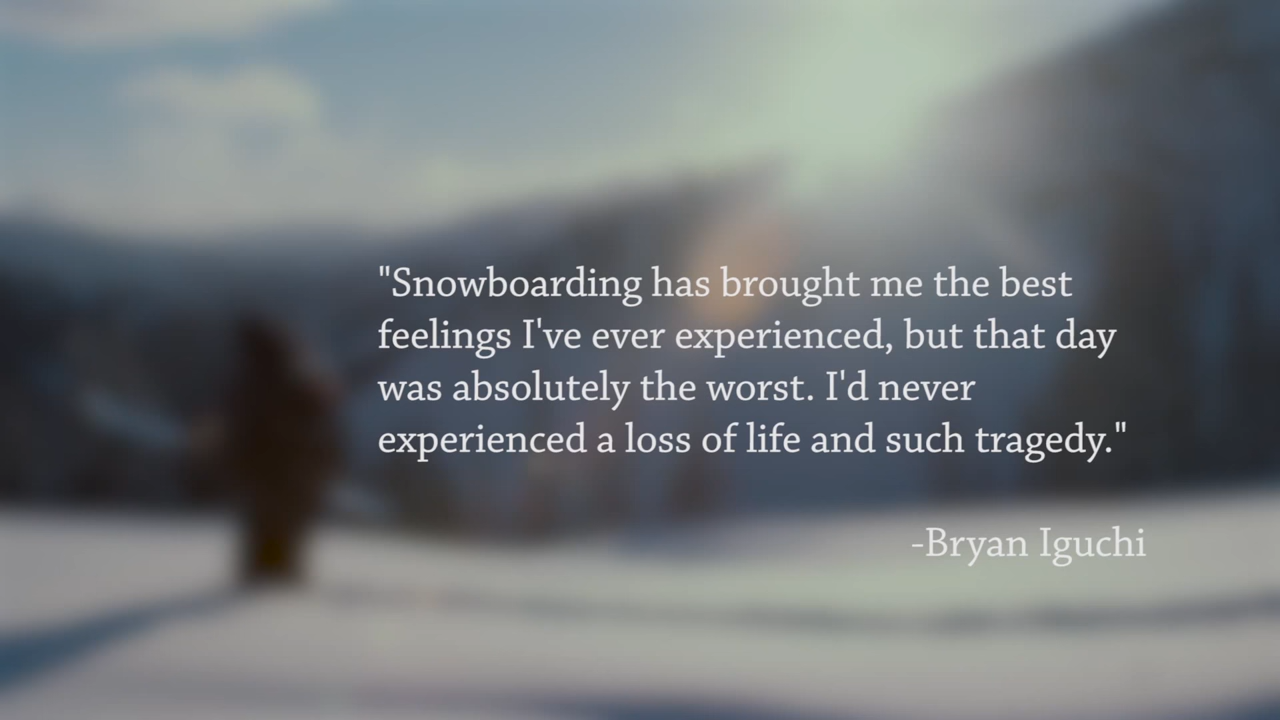 "Snowboarding has brought me the best
feelings I've ever experienced, but that day
was absolutely the worst. I'd never
experienced a loss of life and such tragedy."
-Bryan Iguchi